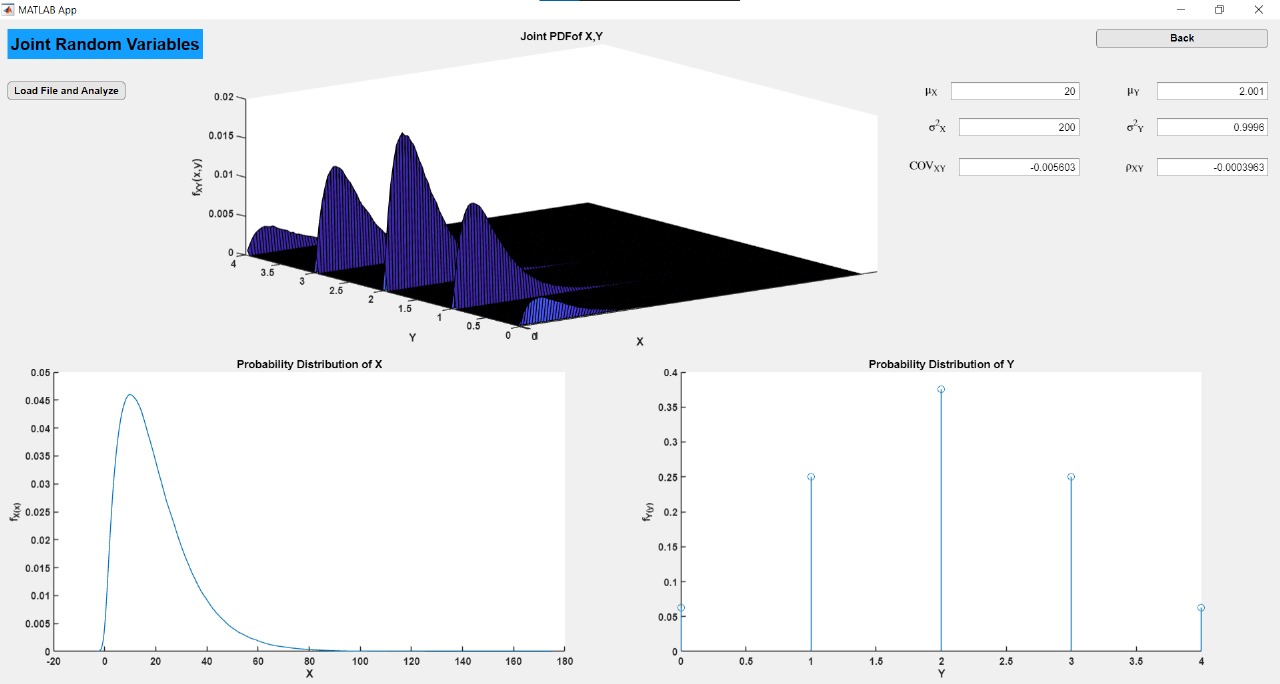 MATLAB App
Joint Random Variables
Load File and Analyze
Back
μX 20
μY 2.001
σ²X 200
σ²Y 0.9996
COVXY -0.005603
ρXY -0.0003963
Joint PDFof X,Y
fXY(x,y)
0.02
0.015
0.01
0.005
0
4
3.5
3
2.5
2
1.5
1
0.5
0
Y
X
Probability Distribution of X
fX(x)
0.05
0.045
0.04
0.035
0.03
0.025
0.02
0.015
0.01
0.005
0
-20 0 20 40 60 80 100 120 140 160 180
X
Probability Distribution of Y
fY(y)
0.4
0.35
0.3
0.25
0.2
0.15
0.1
0.05
0
0 0.5 1 1.5 2 2.5 3 3.5 4
Y